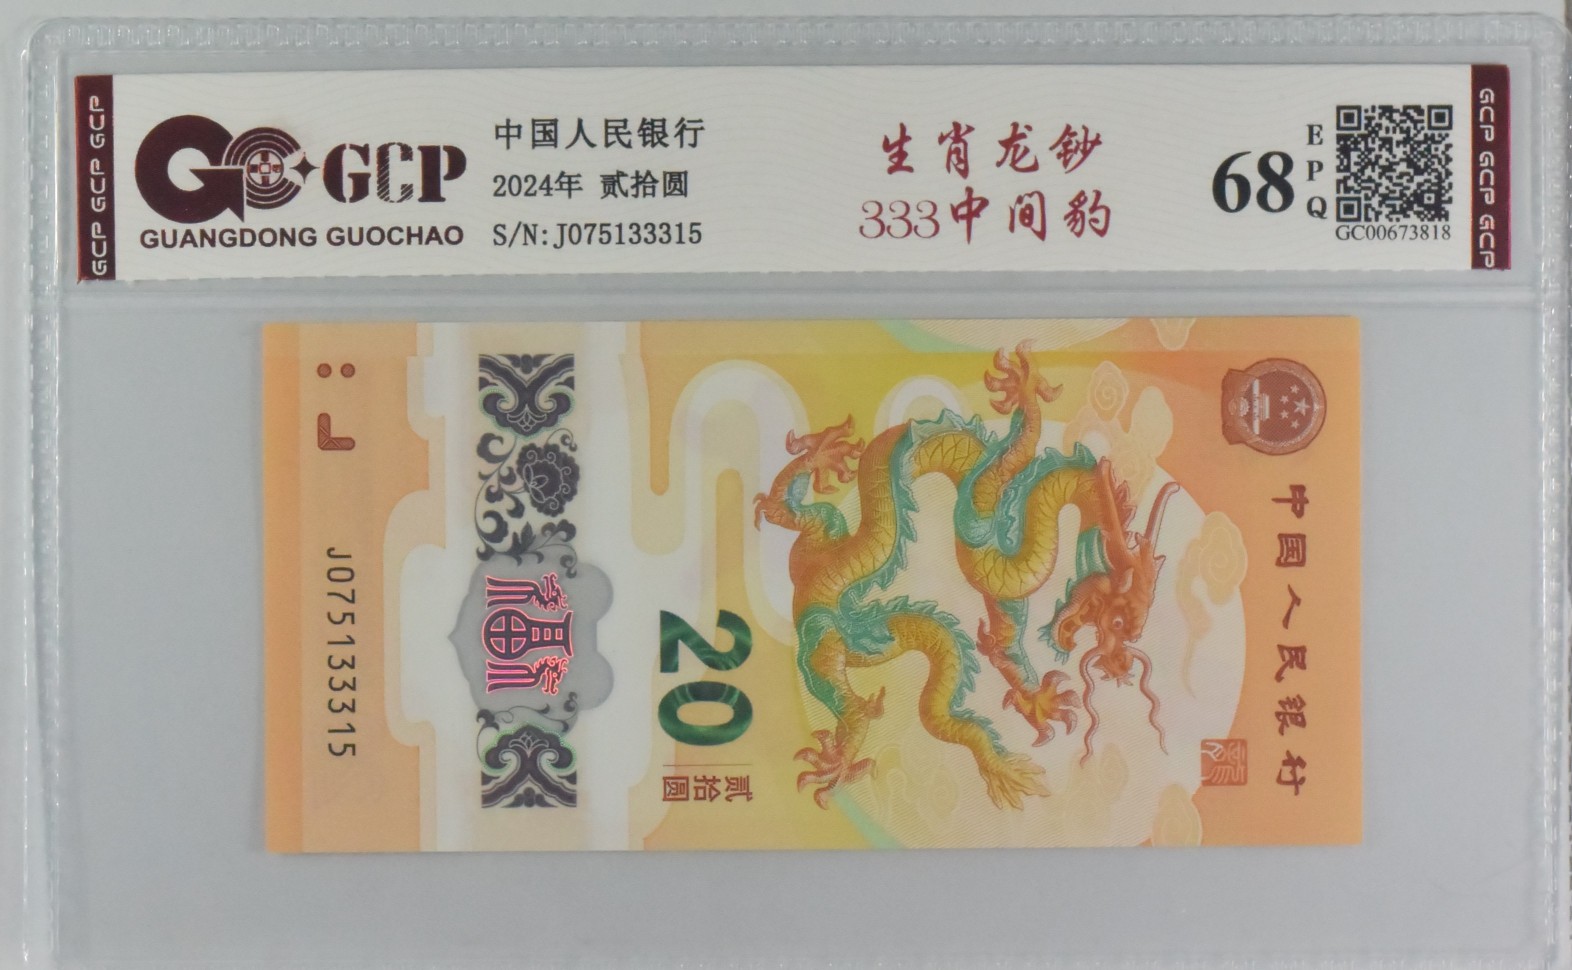 GCP GCP GCP
GCP
GUANGDONG GUOCHAO
中国人民银行
2024年 贰拾圆
S/N:J075133315
生肖龙钞
333中间豹
68
EPQ
GC00673818
GCP GCP GCP
J075133315
20
贰拾圆
中国人民银行